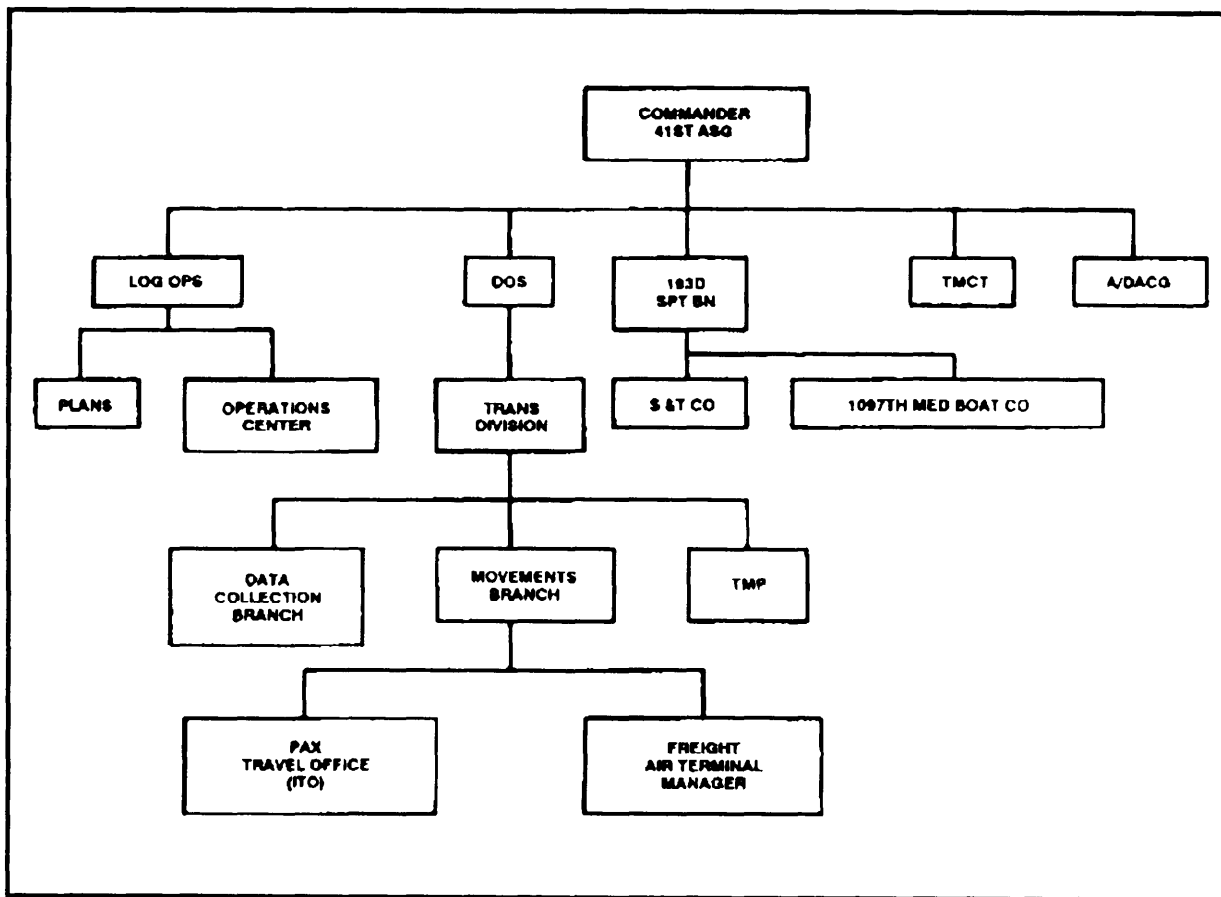 COMMANDER
41ST ASG
LOG OPS
DOS
193D
SPT BN
TMCT
A/DACG
PLANS
OPERATIONS
CENTER
TRANS
DIVISION
S &T CO
1097TH MED BOAT CO
DATA
COLLECTION
BRANCH
MOVEMENTS
BRANCH
TMP
PAX
TRAVEL OFFICE
(ITO)
FREIGHT
AIR TERMINAL
MANAGER